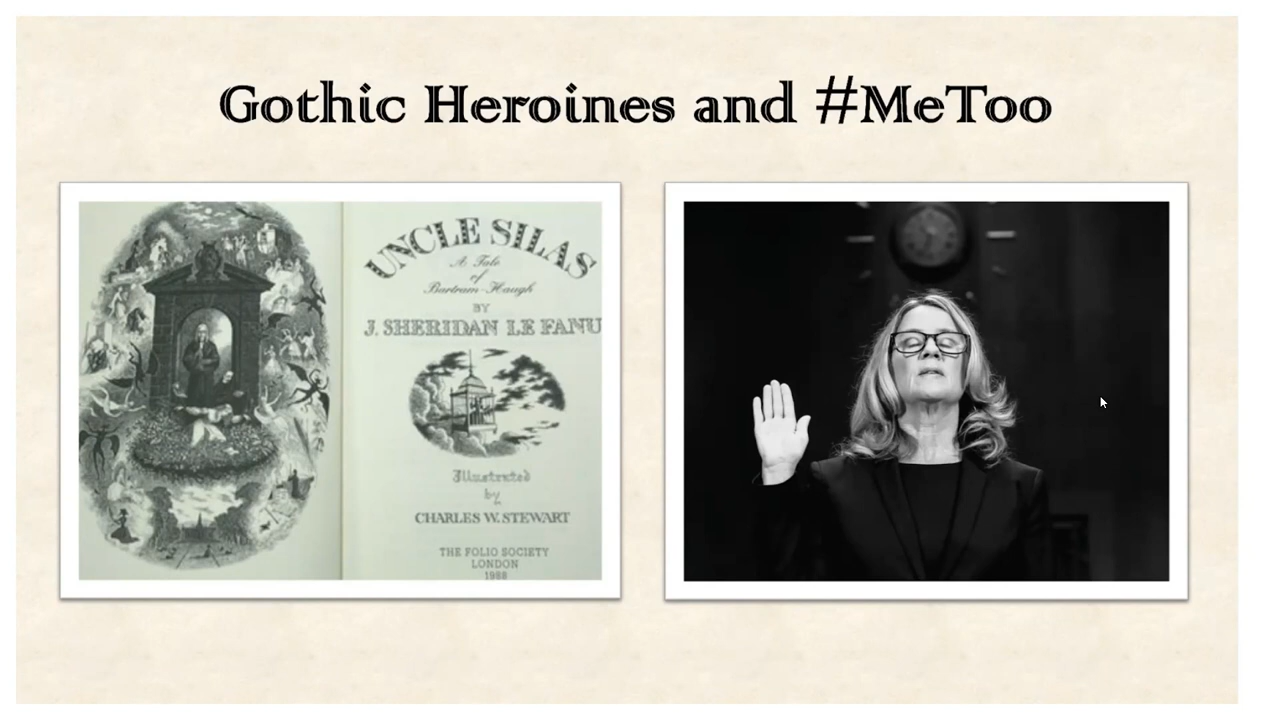 Gothic Heroines and #MeToo
UNCLE SILAS
A Tale
of
Bartram-Haugh
BY
J. SHERIDAN LE FANU
Illustrated
by
CHARLES W. STEWART
THE FOLIO SOCIETY
LONDON
1988